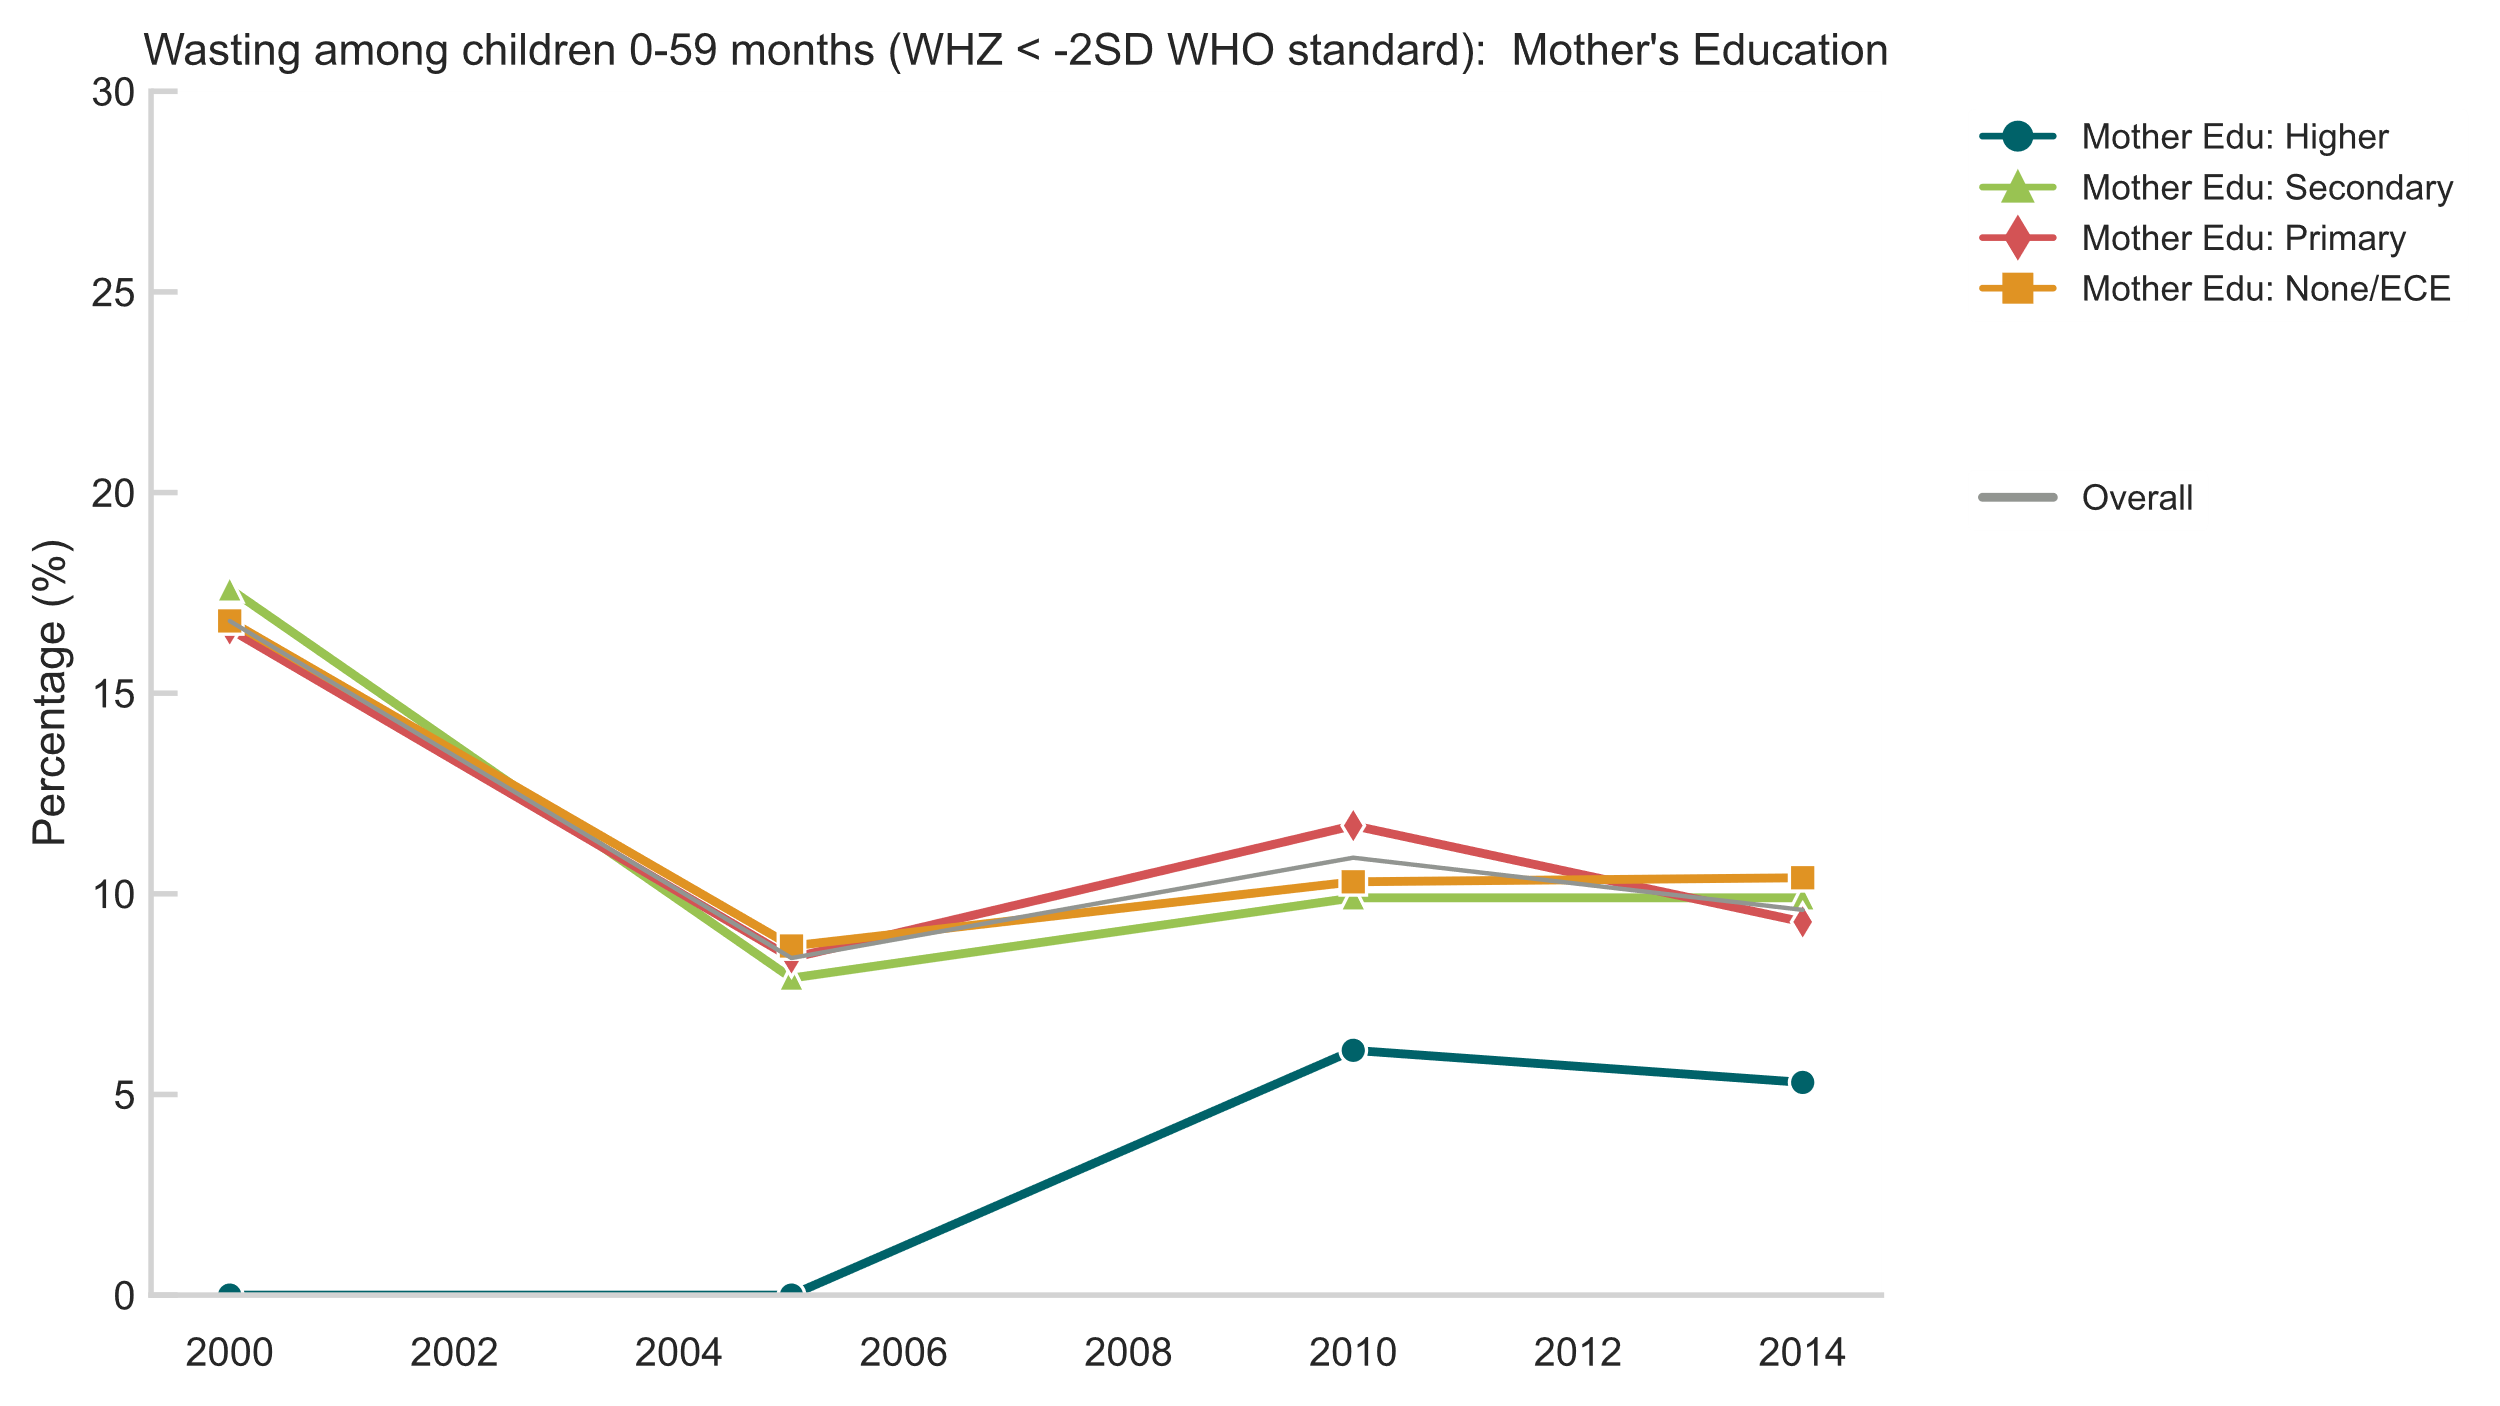 Wasting among children 0-59 months (WHZ < -2SD WHO standard):  Mother's Education
30
25
20
15
10
5
0
Percentage (%)
2000
2002
2004
2006
2008
2010
2012
2014
Mother Edu: Higher
Mother Edu: Secondary
Mother Edu: Primary
Mother Edu: None/ECE
Overall